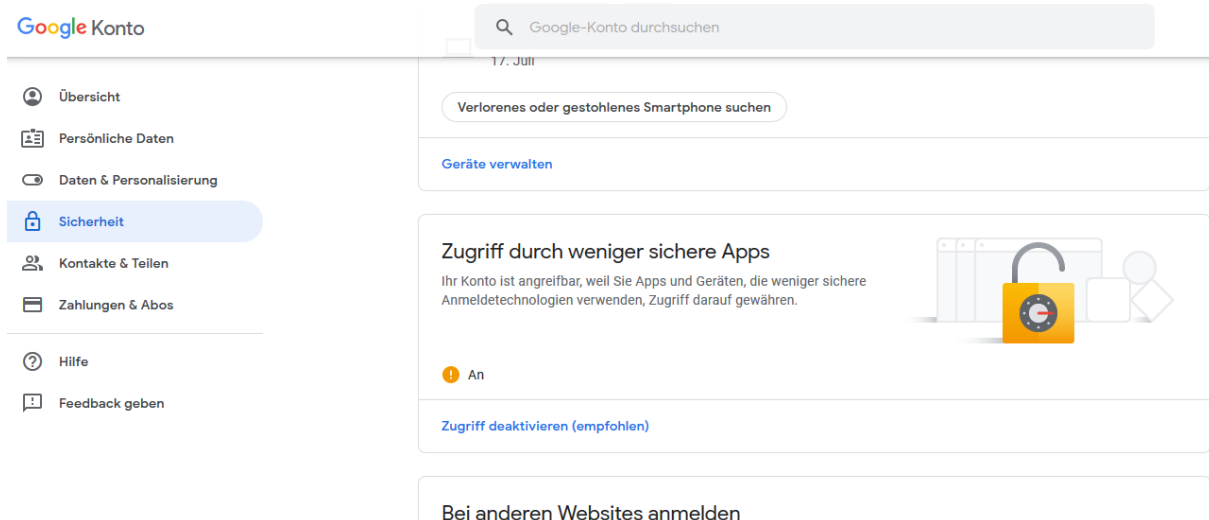 Google Konto
Google-Konto durchsuchen
17. Juli
Übersicht
Persönliche Daten
Daten & Personalisierung
Sicherheit
Kontakte & Teilen
Zahlungen & Abos
Hilfe
Feedback geben
Verlorenes oder gestohlenes Smartphone suchen
Geräte verwalten
Zugriff durch weniger sichere Apps
Ihr Konto ist angreifbar, weil Sie Apps und Geräten, die weniger sichere
Anmeldetechnologien verwenden, Zugriff darauf gewähren.
An
Zugriff deaktivieren (empfohlen)
Bei anderen Websites anmelden